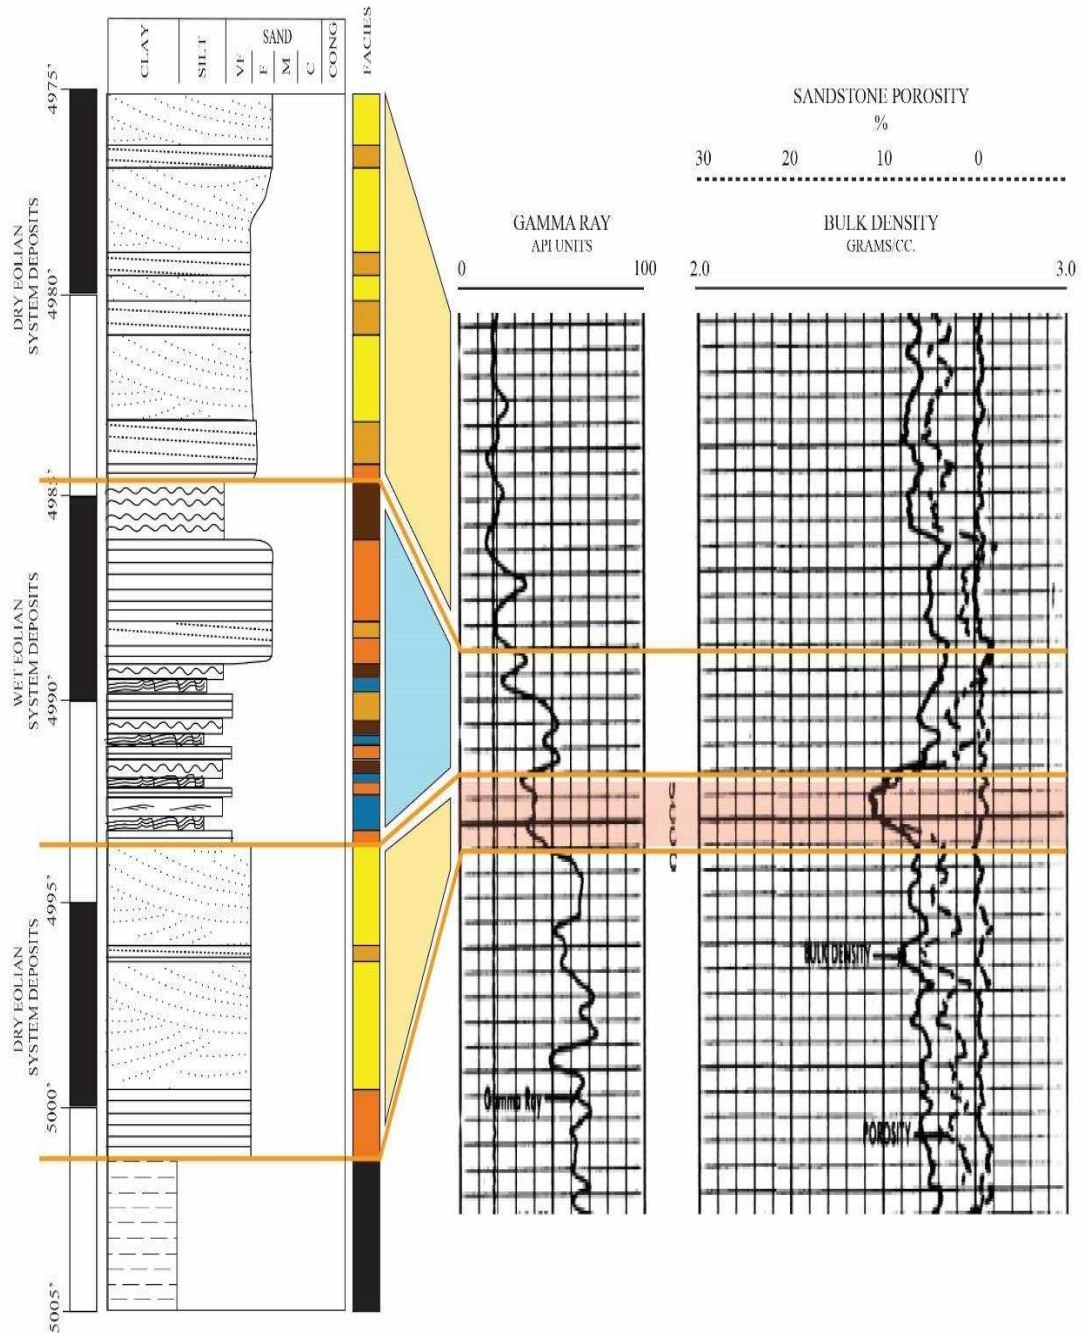 CLAY
SILT
SAND
VF
F
M
C
CONG
FACIES
4975'
4980'
4985'
4990'
4995'
5000'
5005'
DRY EOLIAN
SYSTEM DEPOSITS
WET EOLIAN
SYSTEM DEPOSITS
DRY EOLIAN
SYSTEM DEPOSITS
GAMMA RAY
API UNITS
0 100
SANDSTONE POROSITY
%
30 20 10 0
BULK DENSITY
GRAMS/CC.
2.0 3.0
BULK DENSITY
Gamma Ray
POROSITY